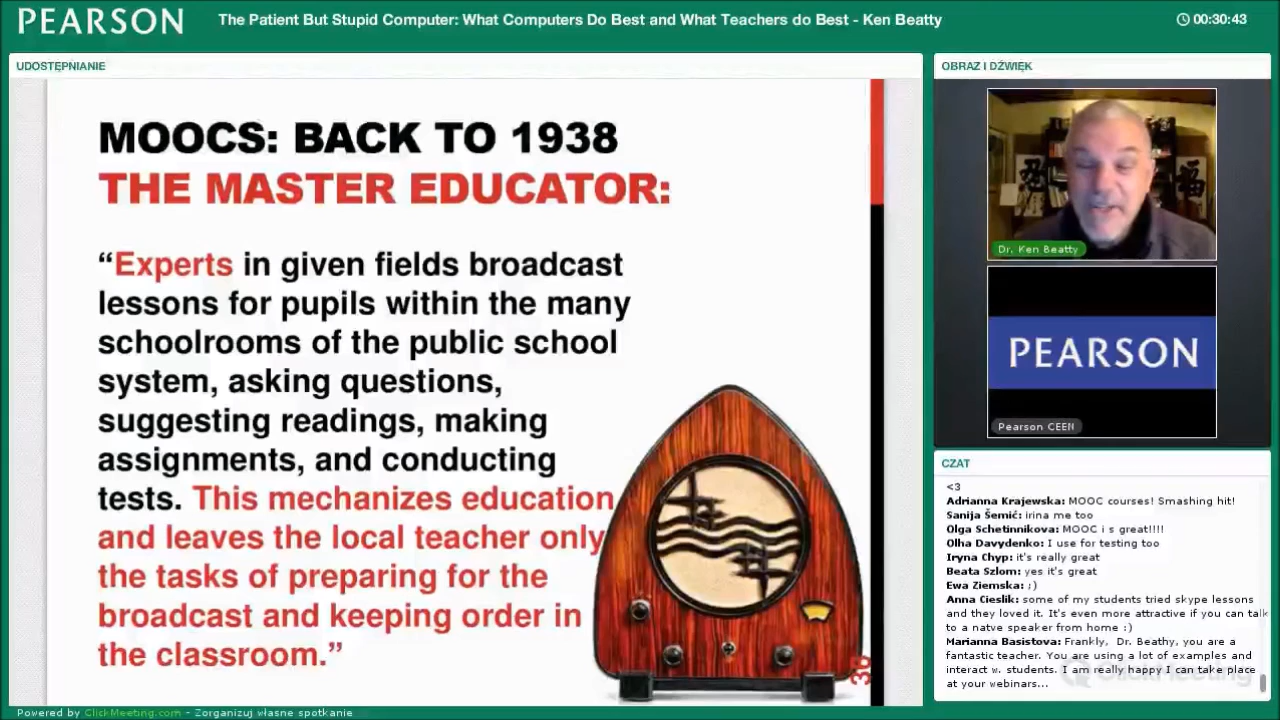 PEARSON
The Patient But Stupid Computer: What Computers Do Best and What Teachers do Best - Ken Beatty
00:30:43
UDOSTĘPNIANIE
MOOCS: BACK TO 1938
THE MASTER EDUCATOR:
“Experts in given fields broadcast
lessons for pupils within the many
schoolrooms of the public school
system, asking questions,
suggesting readings, making
assignments, and conducting
tests. This mechanizes education
and leaves the local teacher only
the tasks of preparing for the
broadcast and keeping order in
the classroom.”
30
OBRAZ I DŹWIĘK
福
Dr. Ken Beatty
PEARSON
Pearson CEEN
CZAT
<3
Adrianna Krajewska: MOOC courses! Smashing hit!
Sanija Šemić: irina me too
Olga Schetinnikova: MOOC i s great!!!!
Olha Davydenko: I use for testing too
Iryna Chyp: it's really great
Beata Szlom: yes it's great
Ewa Ziemska: ;)
Anna Cieslik: some of my students tried skype lessons
and they loved it. It's even more attractive if you can talk
to a natve speaker from home :)
Marianna Basistova: Frankly, Dr. Beathy, you are a
fantastic teacher. You are using a lot of examples and
interact w. students. I am really happy I can take place
at your webinars...
ClickMeeting
Powered by ClickMeeting.com - Zorganizuj własne spotkanie